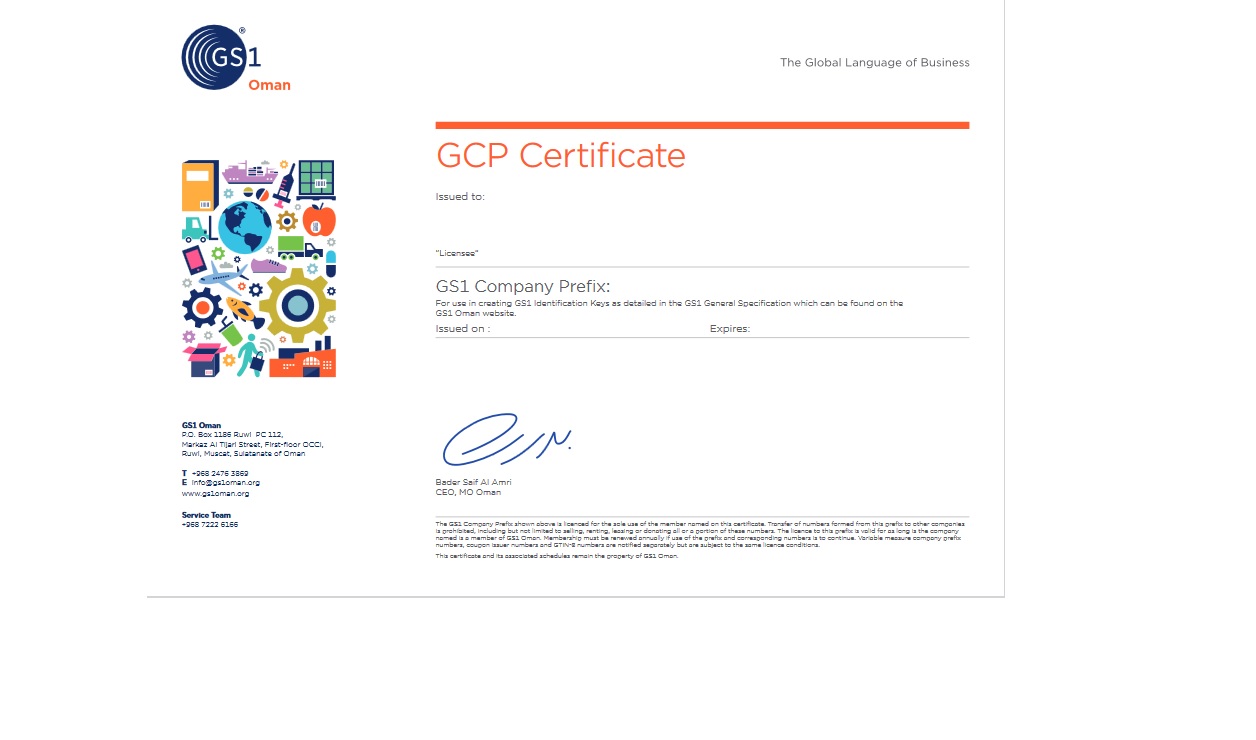 GS1®
Oman
The Global Language of Business
GCP Certificate
Issued to:
"Licensee"
GS1 Company Prefix:
For use in creating GS1 Identification Keys as detailed in the GS1 General Specification which can be found on the
GS1 Oman website.
Issued on :
Expires:
GS1 Oman
P.O. Box 1186 Ruwi PC 112,
Markaz Al Tijari Street, First-floor OCCI,
Ruwi, Muscat, Sulatanate of Oman
T +968 2476 3869
E info@gs1oman.org
www.gs1oman.org
Service Team
+968 7222 6166
Bader Saif Al Amri
CEO, MO Oman
The GS1 Company Prefix shown above is licenced for the sole use of the member named on this certificate. Transfer of numbers formed from this prefix to other companies
is prohibited, including but not limited to selling, renting, leasing or donating all or a portion of these numbers. The licence to this prefix is valid for as long is the company
named is a member of GS1 Oman. Membership must be renewed annually if use of the prefix and corresponding numbers is to continue. Variable measure company prefix
numbers, coupon issuer numbers and GTIN-8 numbers are notified separately but are subject to the same licence conditions.
This certificate and its associated schedules remain the property of GS1 Oman.